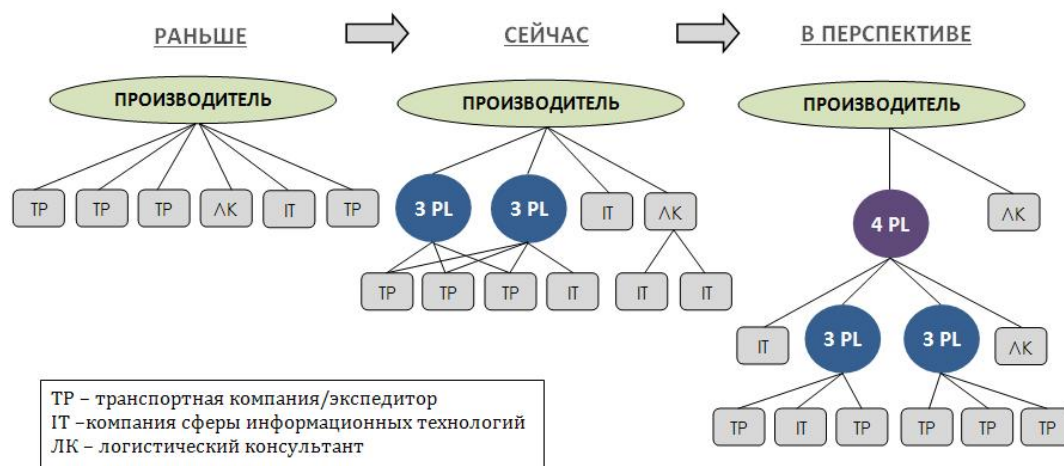 РАНЬШЕ
СЕЙЧАС
В ПЕРСПЕКТИВЕ
ПРОИЗВОДИТЕЛЬ
ПРОИЗВОДИТЕЛЬ
ПРОИЗВОДИТЕЛЬ
ТР ТР ТР ЛК IT ТР
3 PL 3 PL IT ЛК
4 PL ЛК
ТР ТР ТР IT IT IT
IT 3 PL 3 PL ЛК
ТР IT ТР ТР ТР ТР
ТР – транспортная компания/экспедитор
IT –компания сферы информационных технологий
ЛК – логистический консультант